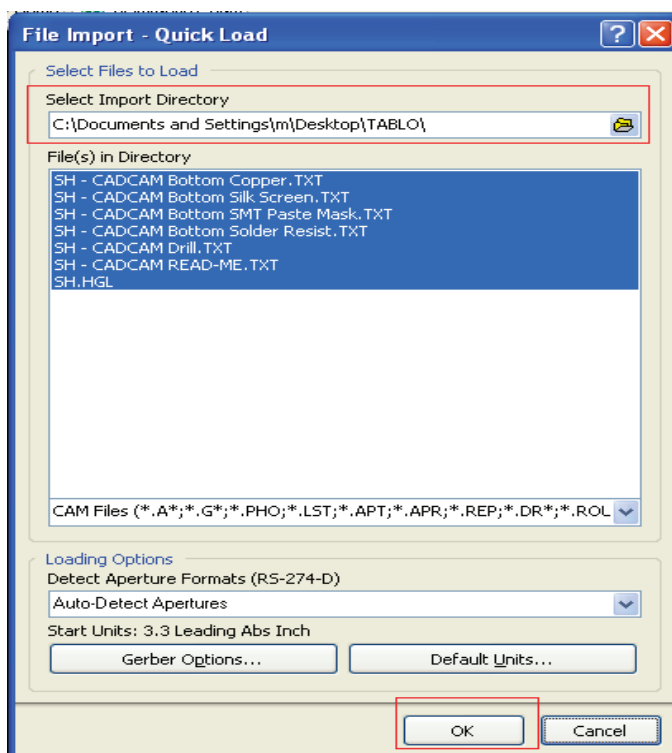 File Import - Quick Load
Select Files to Load
Select Import Directory
C:\Documents and Settings\m\Desktop\TABLO\
File(s) in Directory
SH - CADCAM Bottom Copper.TXT
SH - CADCAM Bottom Silk Screen.TXT
SH - CADCAM Bottom SMT Paste Mask.TXT
SH - CADCAM Bottom Solder Resist.TXT
SH - CADCAM Drill.TXT
SH - CADCAM READ-ME.TXT
SH.HGL
CAM Files (*.A*;*.G*;*.PHO;*.LST;*.APT;*.APR;*.REP;*.DR*;*.ROL
Loading Options
Detect Aperture Formats (RS-274-D)
Auto-Detect Apertures
Start Units: 3.3 Leading Abs Inch
Gerber Options... Default Units...
OK Cancel